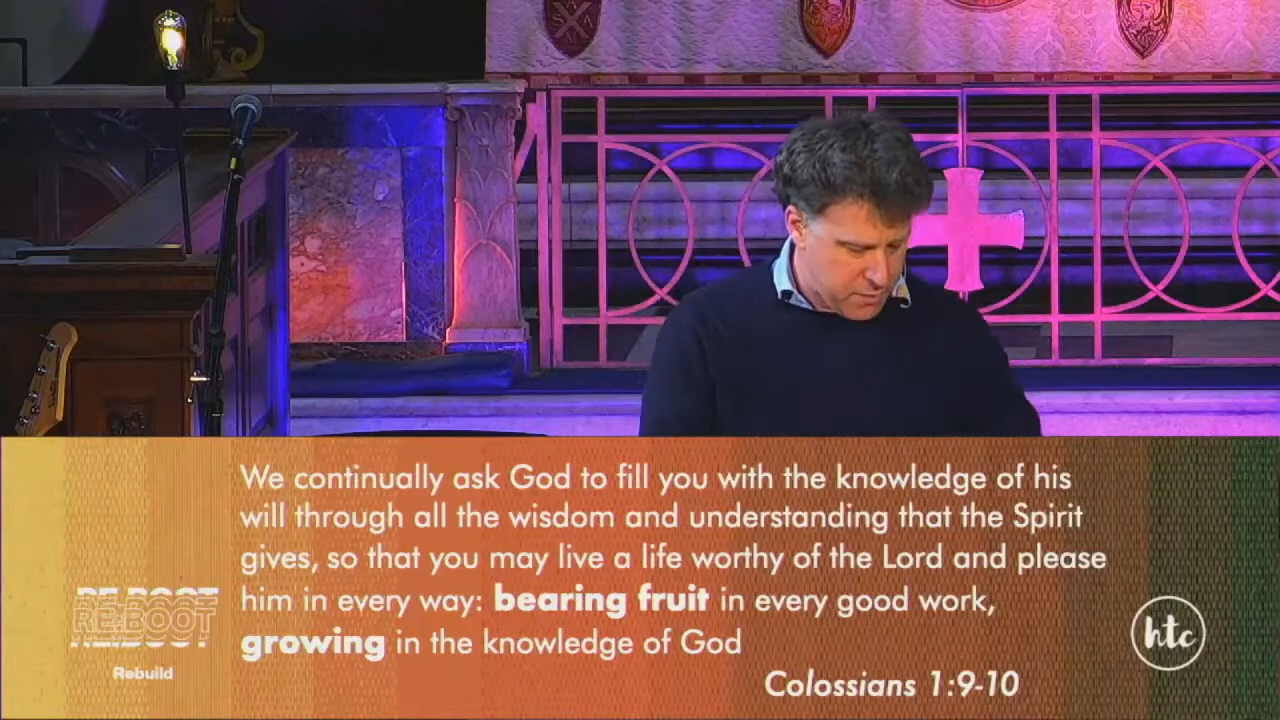 We continually ask God to fill you with the knowledge of his
will through all the wisdom and understanding that the Spirit
gives, so that you may live a life worthy of the Lord and please
him in every way: bearing fruit in every good work,
growing in the knowledge of God
Colossians 1:9-10
RE:BOOT
RE:BOOT
REBOOT
Rebuild
htc